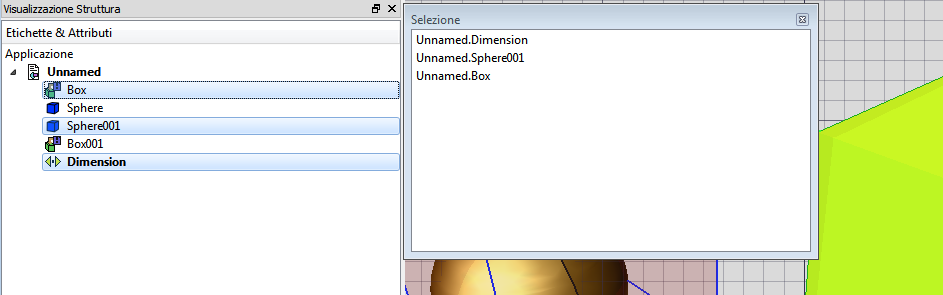 Visualizzazione Struttura
Etichette & Attributi
Applicazione
Unnamed
Box
Sphere
Sphere001
Box001
Dimension
Selezione
Unnamed.Dimension
Unnamed.Sphere001
Unnamed.Box